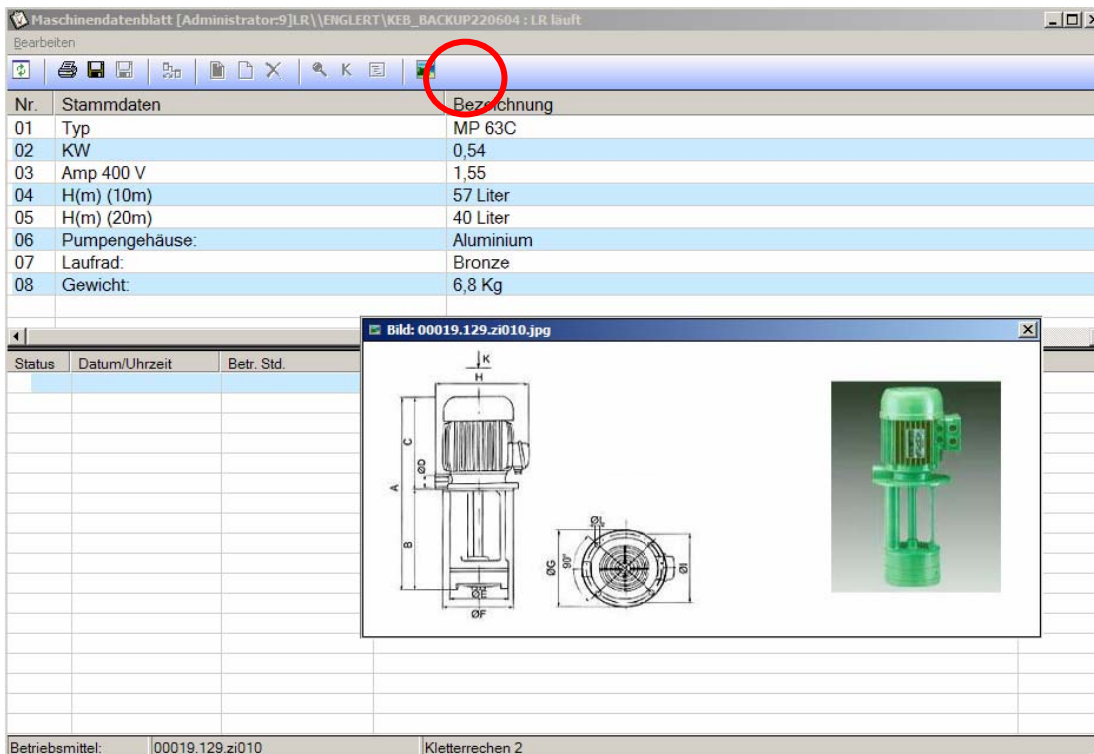 Maschinendatenblatt [Administrator:9]LR\\ENGLERT\KEB_BACKUP220604 : LR läuft
Bearbeiten
K
Nr. Stammdaten Bezeichnung
01 Typ MP 63C
02 KW 0,54
03 Amp 400 V 1,55
04 H(m) (10m) 57 Liter
05 H(m) (20m) 40 Liter
06 Pumpengehäuse: Aluminium
07 Laufrad: Bronze
08 Gewicht: 6,8 Kg
Bild: 00019.129.zi010.jpg
Status Datum/Uhrzeit Betr. Std.
K
H
C
ØD
A
B
ØE
ØF
ØL
90°
ØG
ØI
Betriebsmittel: 00019.129.zi010 Kletterrechen 2